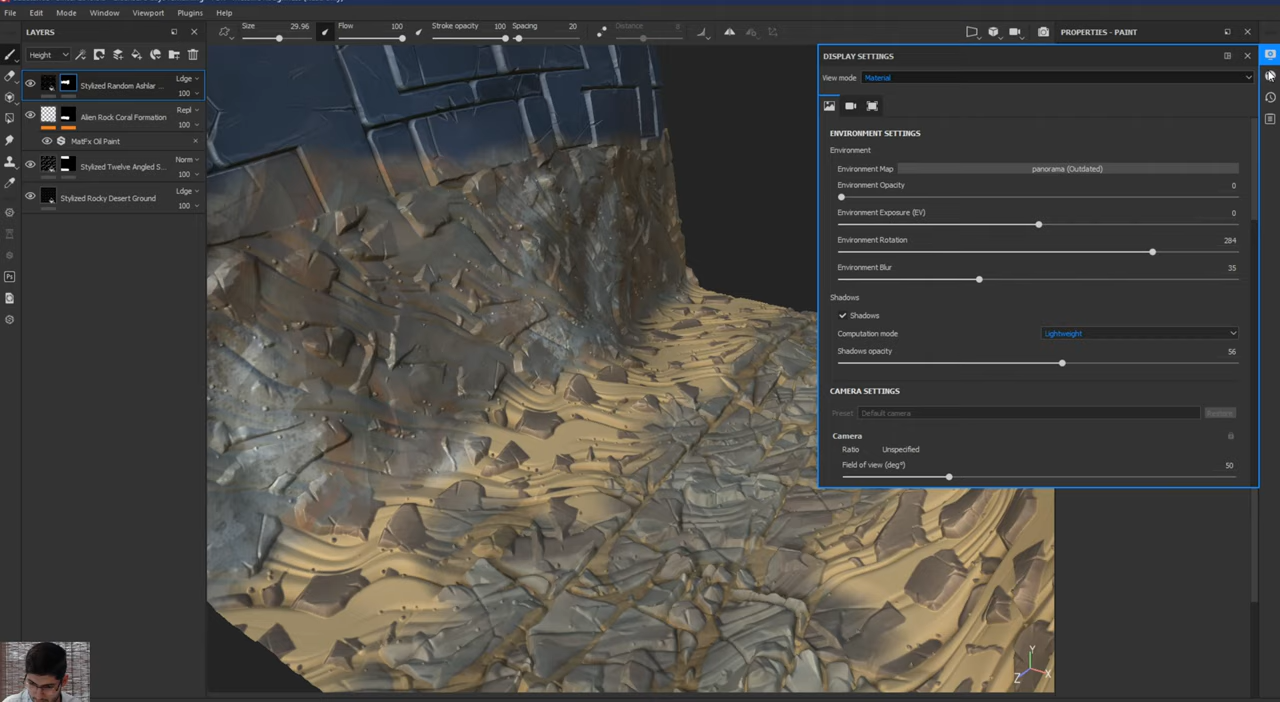 File Edit Mode Window Viewport Plugins Help
LAYERS
Size 29.96 Flow 100 Stroke opacity 100 Spacing 20 Distance 8
PROPERTIES - PAINT
Height
Stylized Random Ashlar ... Ldge
100
Alien Rock Coral Formation Repl
100
MatFx Oil Paint
Stylized Twelve Angled S... Norm
100
Stylized Rocky Desert Ground Ldge
100
Ps
DISPLAY SETTINGS
View mode Material
ENVIRONMENT SETTINGS
Environment
Environment Map panorama (Outdated)
Environment Opacity 0
Environment Exposure (EV) 0
Environment Rotation 284
Environment Blur 35
Shadows
Shadows
Computation mode Lightweight
Shadows opacity 56
CAMERA SETTINGS
Preset Default camera Restore
Camera
Ratio Unspecified
Field of view (deg°) 50
Y
Z X